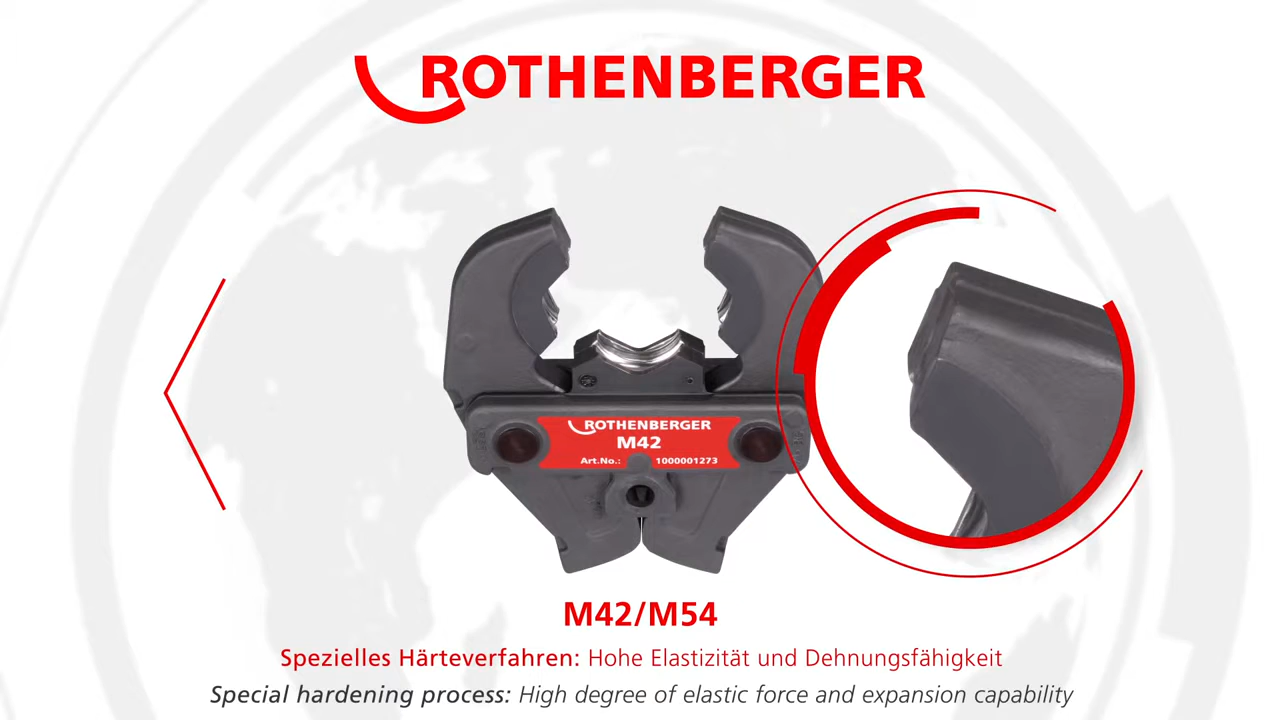 ROTHENBERGER
ROTHENBERGER
M42
Art.No.: 1000001273
M42/M54
Spezielles Härteverfahren: Hohe Elastizität und Dehnungsfähigkeit
Special hardening process: High degree of elastic force and expansion capability